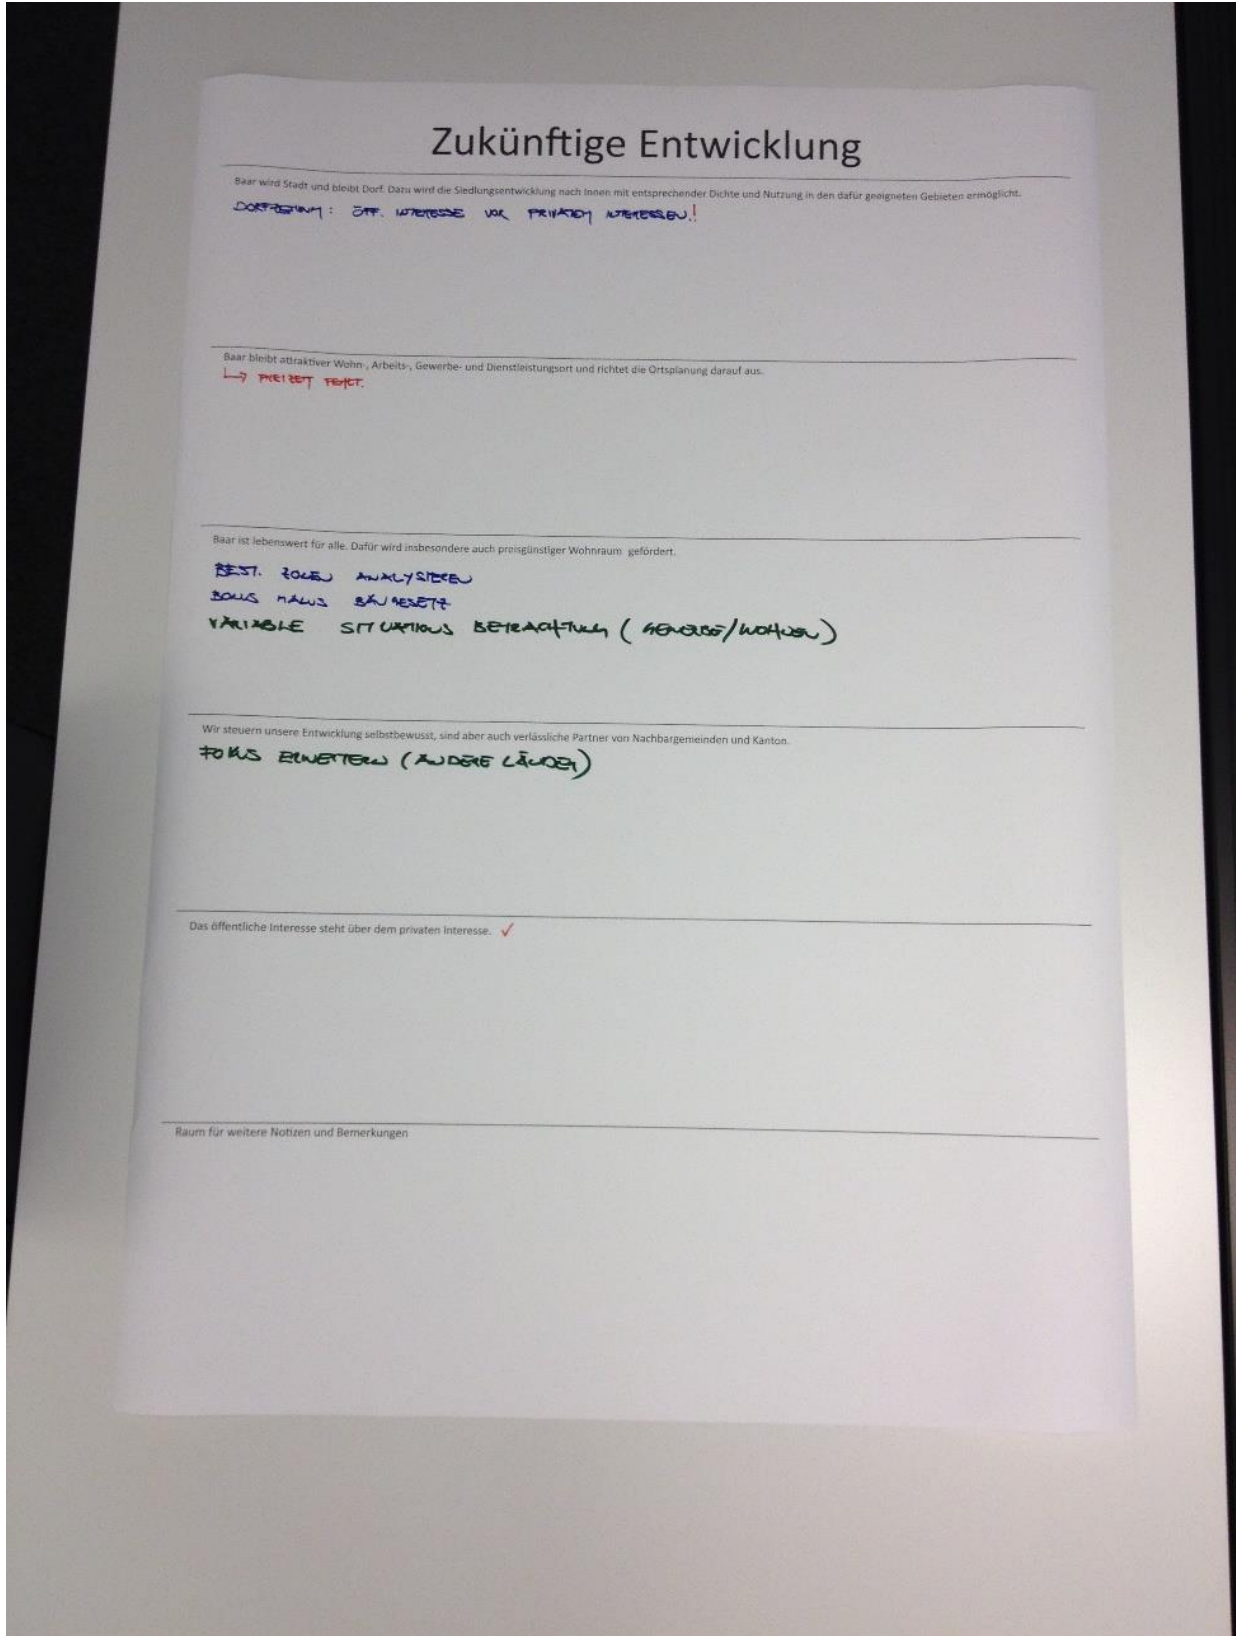 Zukünftige Entwicklung
Baar wird Stadt und bleibt Dorf. Dazu wird die Siedlungsentwicklung nach Innen mit entsprechender Dichte und Nutzung in den dafür geeigneten Gebieten ermöglicht.
ÖFF. INTERESSE VOR PRIVATEM INTERESSEN!
Baar bleibt attraktiver Wohn-, Arbeits-, Gewerbe- und Dienstleistungsort und richtet die Ortsplanung darauf aus.
↳ FREIZEIT FEHLT.
Baar ist lebenswert für alle. Dafür wird insbesondere auch preisgünstiger Wohnraum gefördert.
BEST. ZONEN ANALYSIEREN
BONUS MALUS BAUGESETZ
VARIABLE SITUATIONS BETRACHTUNG (GEWERBE/WOHNEN)
Wir steuern unsere Entwicklung selbstbewusst, sind aber auch verlässliche Partner von Nachbargemeinden und Kanton.
FOKUS ERWEITERN (ANDERE LÄNDER)
Das öffentliche Interesse steht über dem privaten Interesse. ✓
Raum für weitere Notizen und Bemerkungen